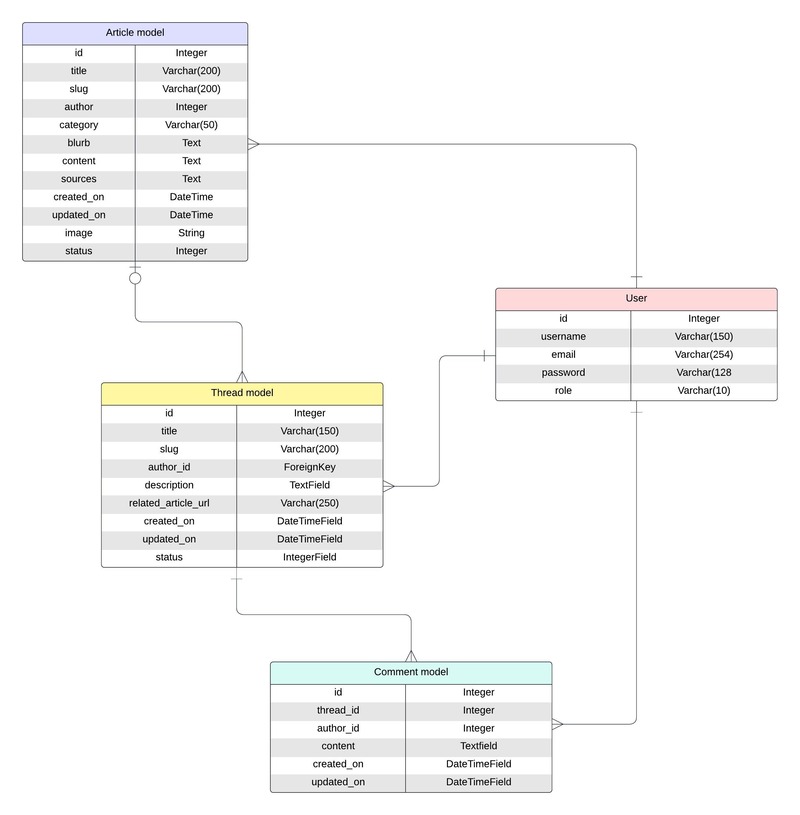 Article model
id Integer
title Varchar(200)
slug Varchar(200)
author Integer
category Varchar(50)
blurb Text
content Text
sources Text
created_on DateTime
updated_on DateTime
image String
status Integer
User
id Integer
username Varchar(150)
email Varchar(254)
password Varchar(128
role Varchar(10)
Thread model
id Integer
title Varchar(150)
slug Varchar(200)
author_id ForeignKey
description TextField
related_article_url Varchar(250)
created_on DateTimeField
updated_on DateTimeField
status IntegerField
Comment model
id Integer
thread_id Integer
author_id Integer
content Textfield
created_on DateTimeField
updated_on DateTimeField